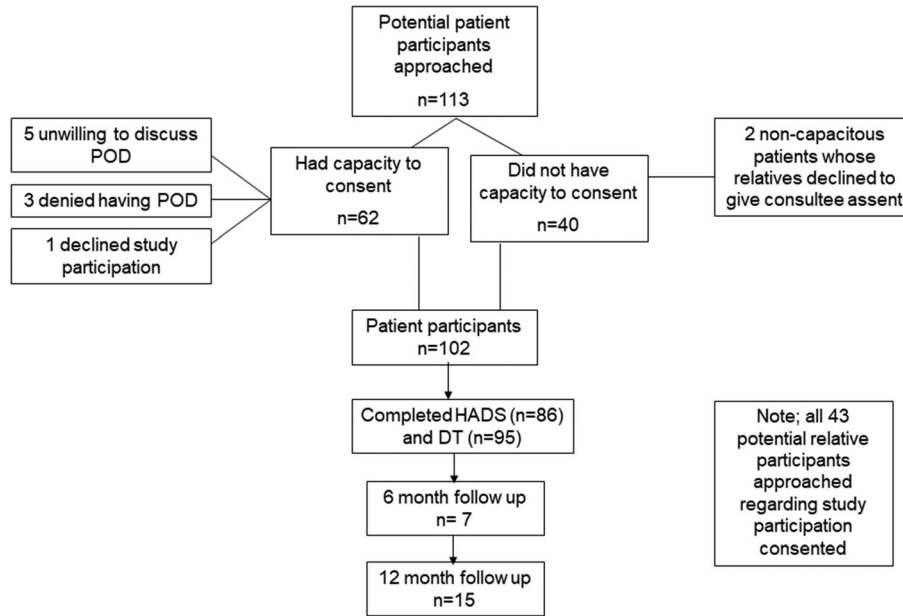 Potential patient
participants
approached
n=113
5 unwilling to discuss
POD
3 denied having POD
1 declined study
participation
Had capacity to
consent
n=62
Did not have
capacity to consent
n=40
2 non-capacitous
patients whose
relatives declined to
give consultee assent
Patient participants
n=102
Completed HADS (n=86)
and DT (n=95)
6 month follow up
n= 7
12 month follow up
n=15
Note; all 43
potential relative
participants
approached
regarding study
participation
consented